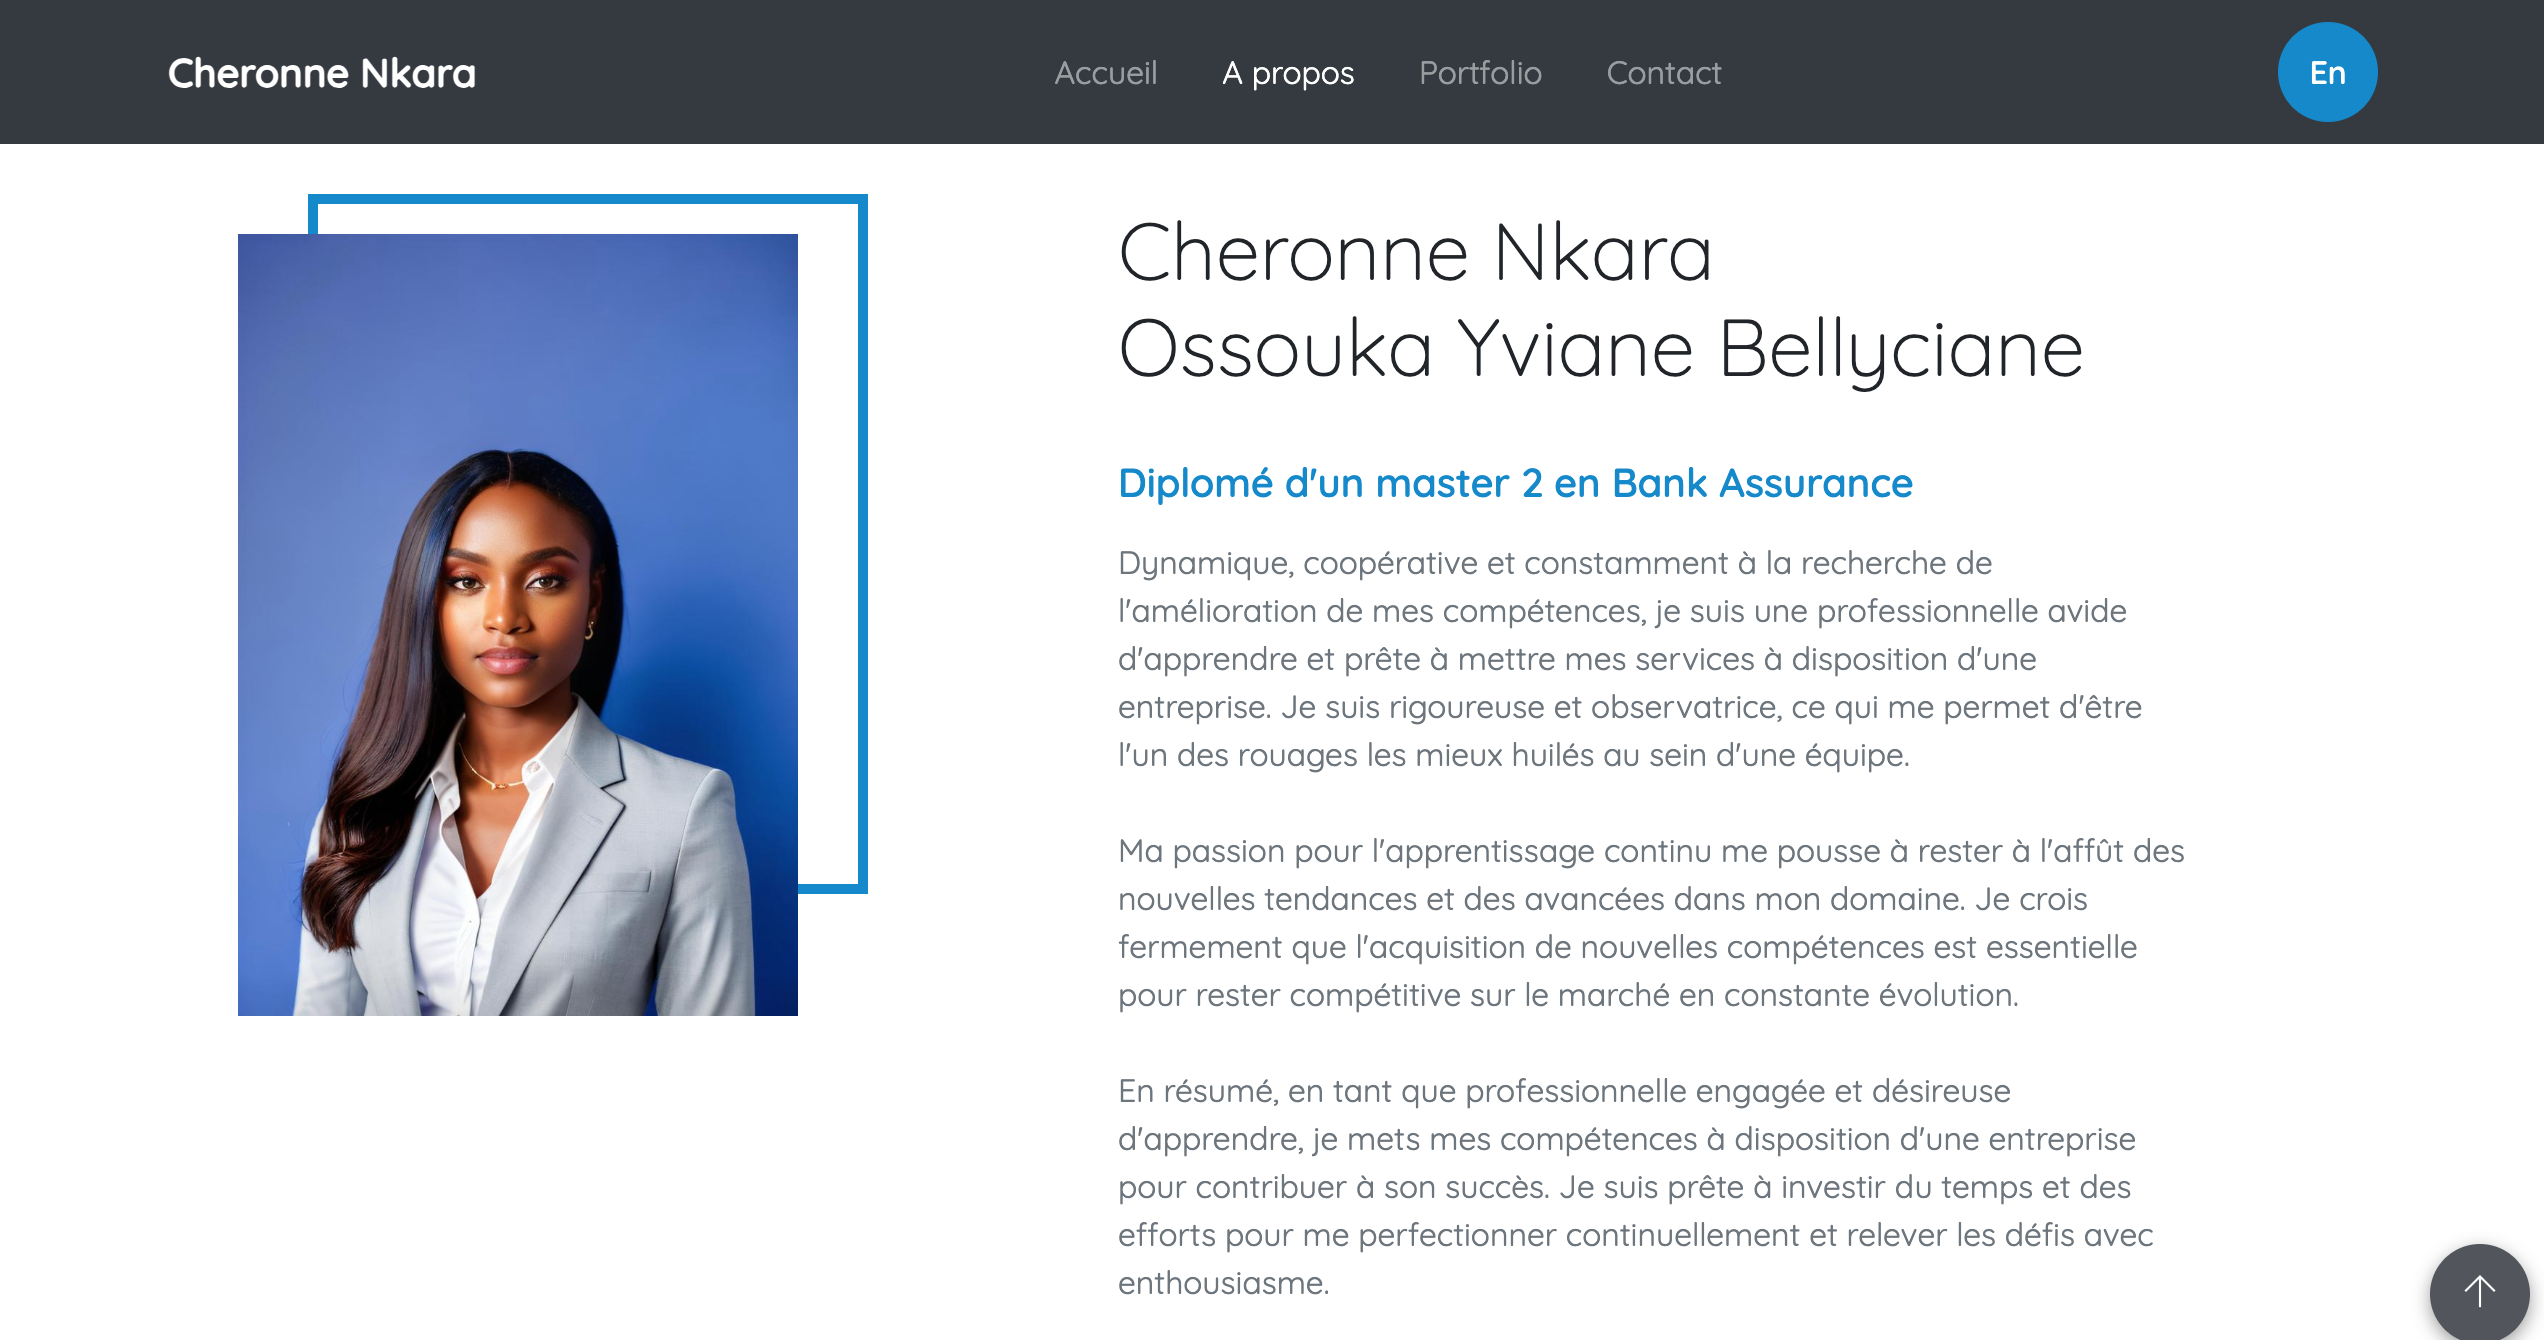 Cheronne Nkara
Accueil
A propos
Portfolio
Contact
En
Cheronne Nkara
Ossouka Yviane Bellyciane
Diplomé d'un master 2 en Bank Assurance
Dynamique, coopérative et constamment à la recherche de
l'amélioration de mes compétences, je suis une professionnelle avide
d'apprendre et prête à mettre mes services à disposition d'une
entreprise. Je suis rigoureuse et observatrice, ce qui me permet d'être
l'un des rouages les mieux huilés au sein d'une équipe.
Ma passion pour l'apprentissage continu me pousse à rester à l'affût des
nouvelles tendances et des avancées dans mon domaine. Je crois
fermement que l'acquisition de nouvelles compétences est essentielle
pour rester compétitive sur le marché en constante évolution.
En résumé, en tant que professionnelle engagée et désireuse
d'apprendre, je mets mes compétences à disposition d'une entreprise
pour contribuer à son succès. Je suis prête à investir du temps et des
efforts pour me perfectionner continuellement et relever les défis avec
enthousiasme.